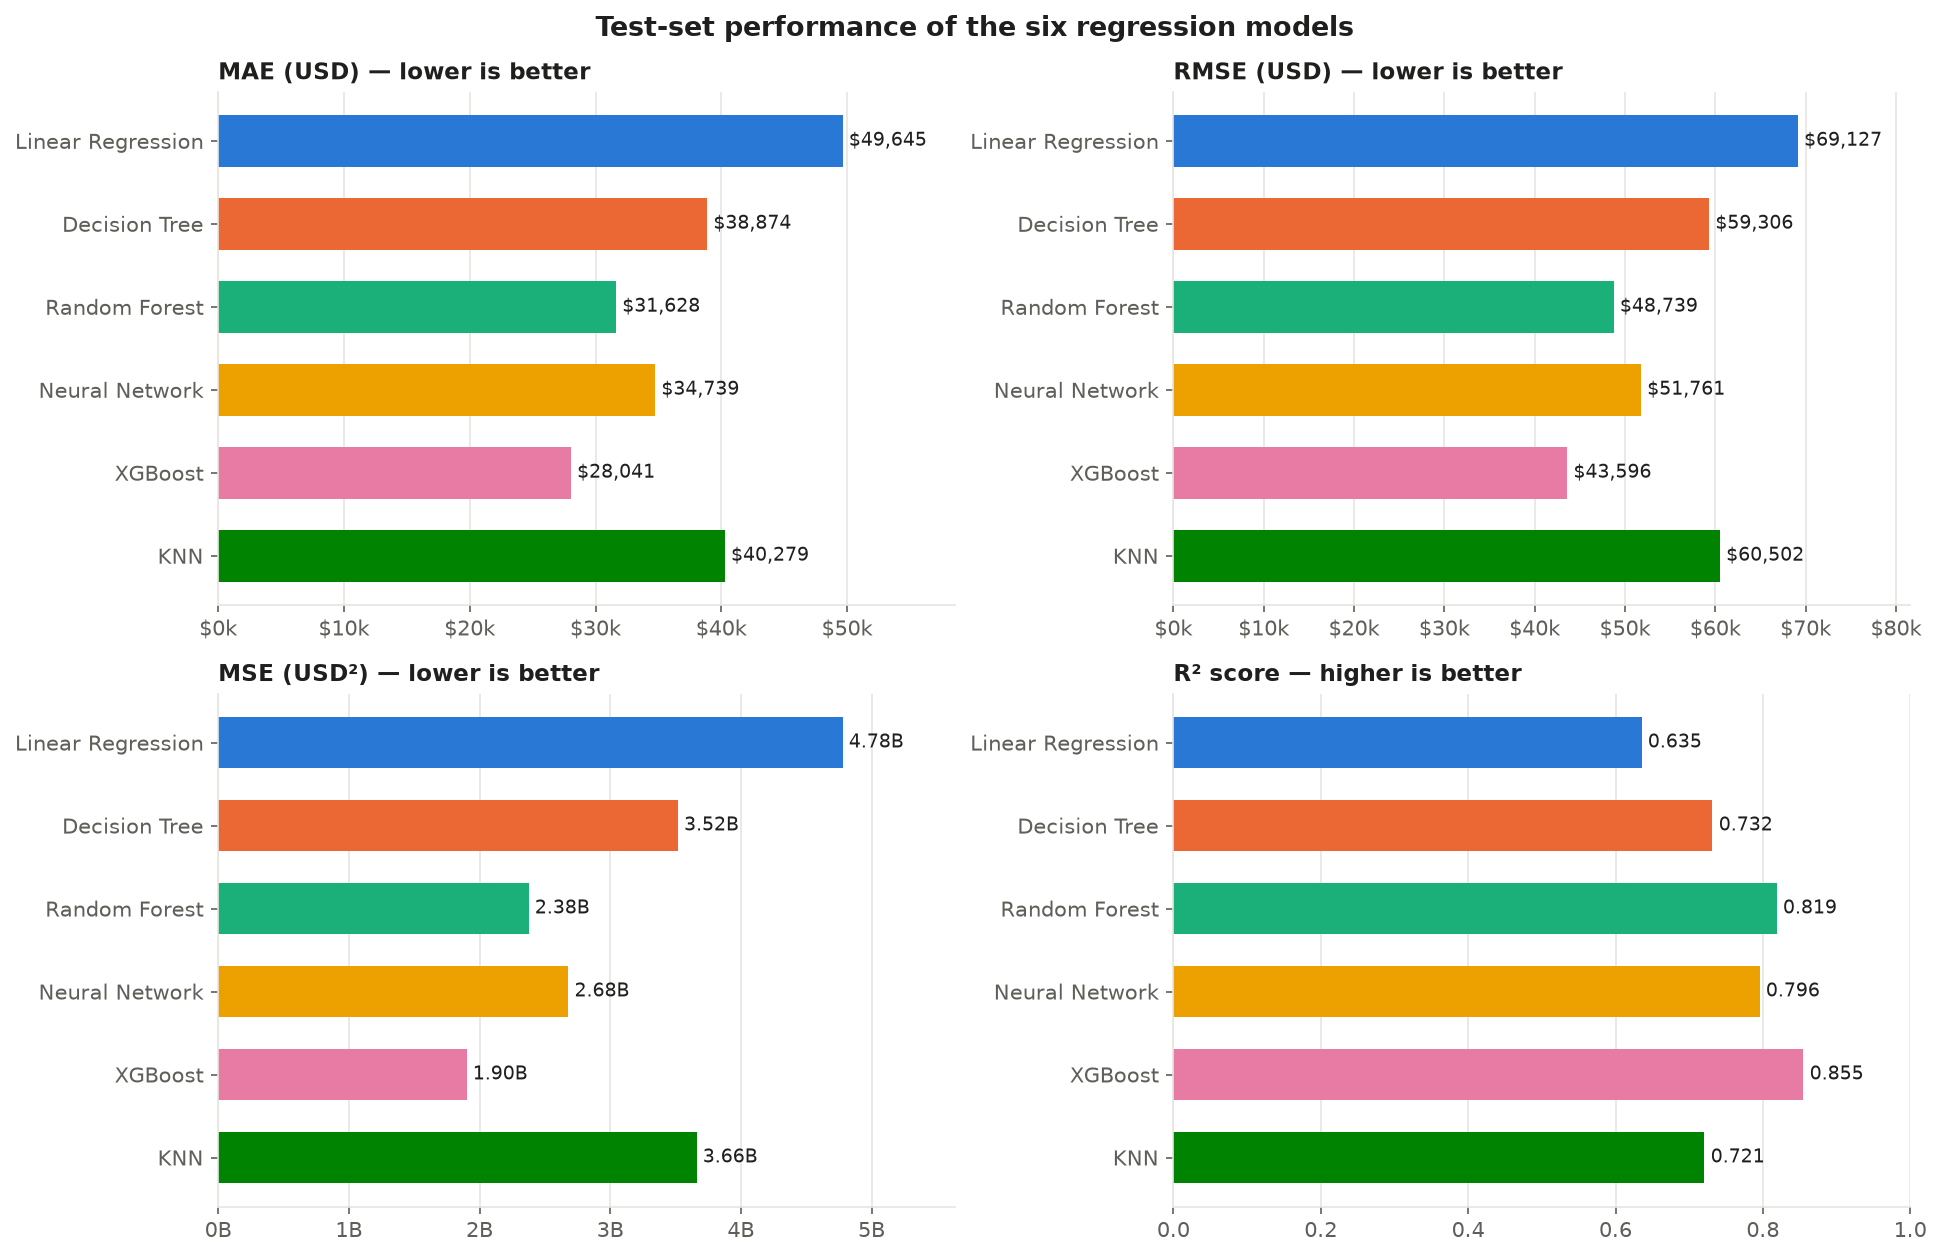 Test-set performance of the six regression models
MAE (USD) — lower is better
Linear Regression $49,645
Decision Tree $38,874
Random Forest $31,628
Neural Network $34,739
XGBoost $28,041
KNN $40,279
$0k $10k $20k $30k $40k $50k
RMSE (USD) — lower is better
Linear Regression $69,127
Decision Tree $59,306
Random Forest $48,739
Neural Network $51,761
XGBoost $43,596
KNN $60,502
$0k $10k $20k $30k $40k $50k $60k $70k $80k
MSE (USD²) — lower is better
Linear Regression 4.78B
Decision Tree 3.52B
Random Forest 2.38B
Neural Network 2.68B
XGBoost 1.90B
KNN 3.66B
0B 1B 2B 3B 4B 5B
R² score — higher is better
Linear Regression 0.635
Decision Tree 0.732
Random Forest 0.819
Neural Network 0.796
XGBoost 0.855
KNN 0.721
0.0 0.2 0.4 0.6 0.8 1.0